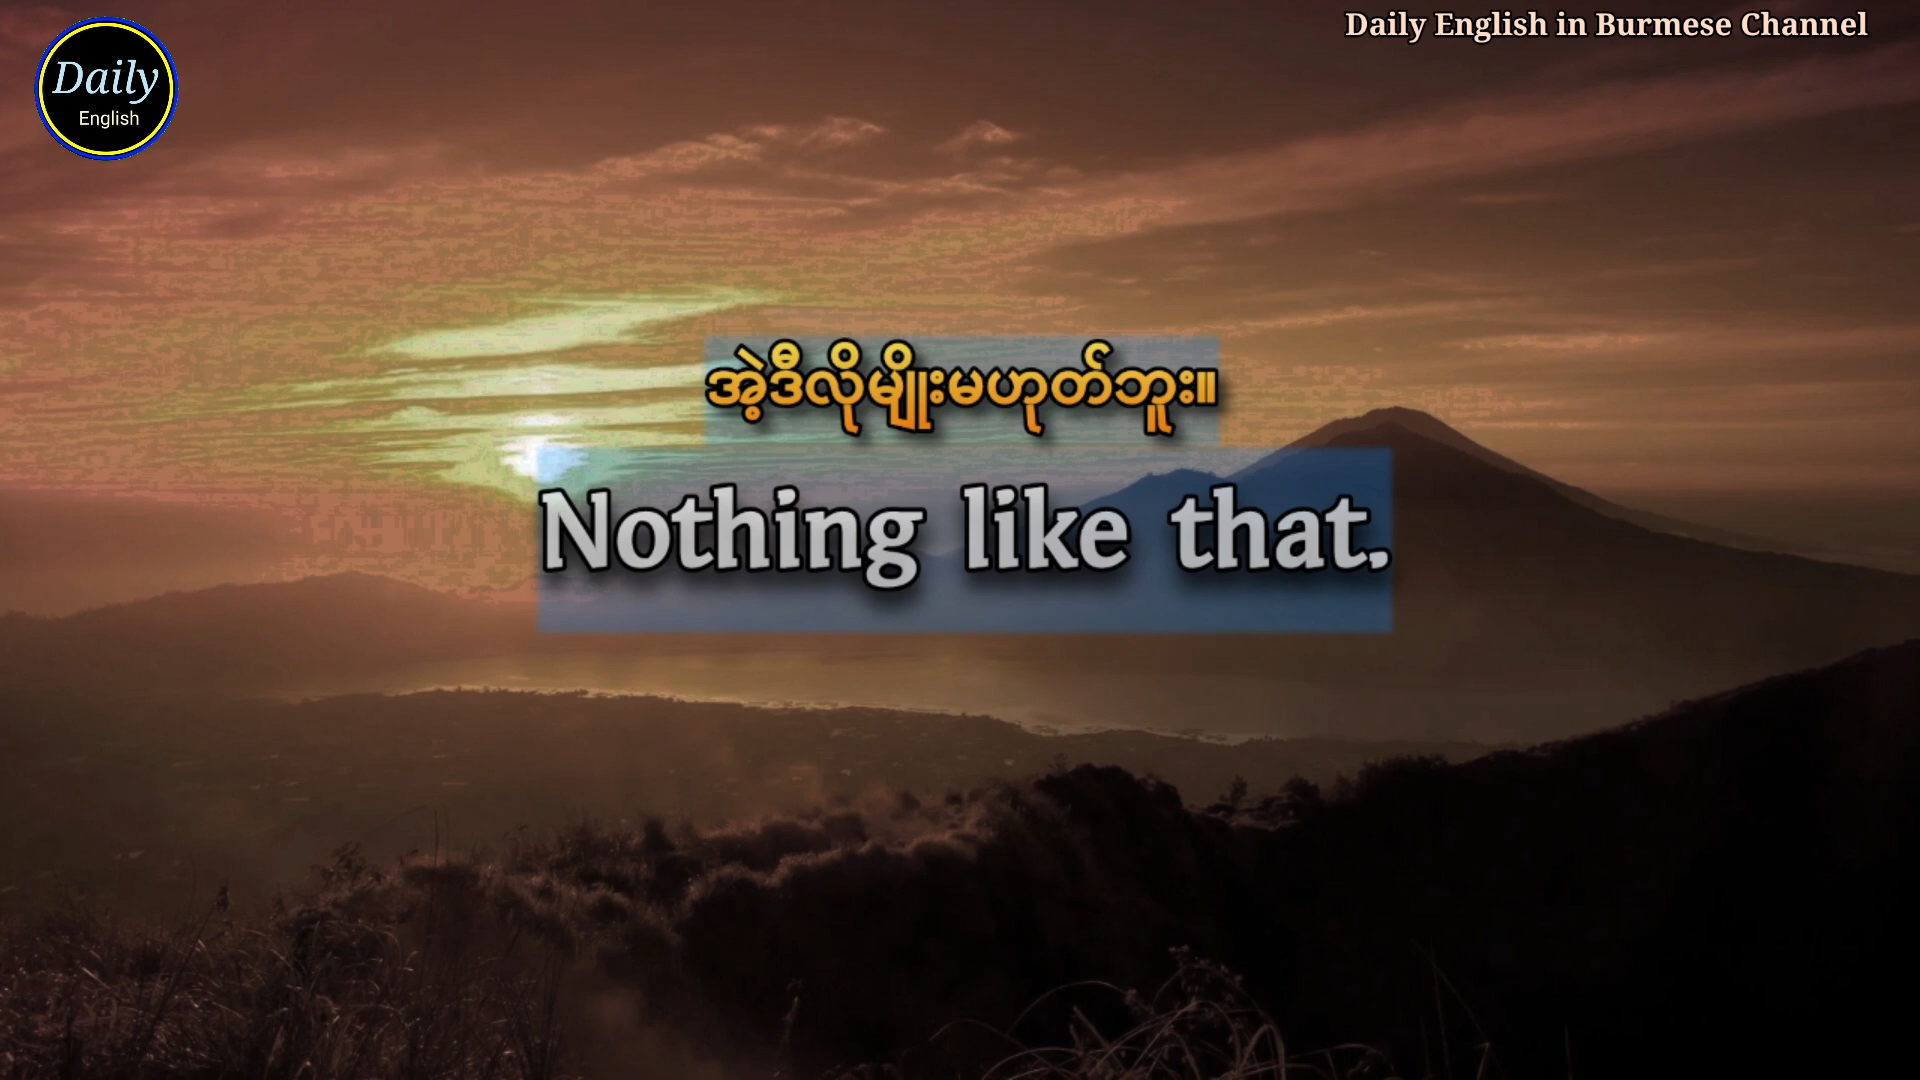 Daily English in Burmese Channel
Daily
English
အဲ့ဒီလိုမျိုးမဟုတ်ဘူး။
Nothing like that.